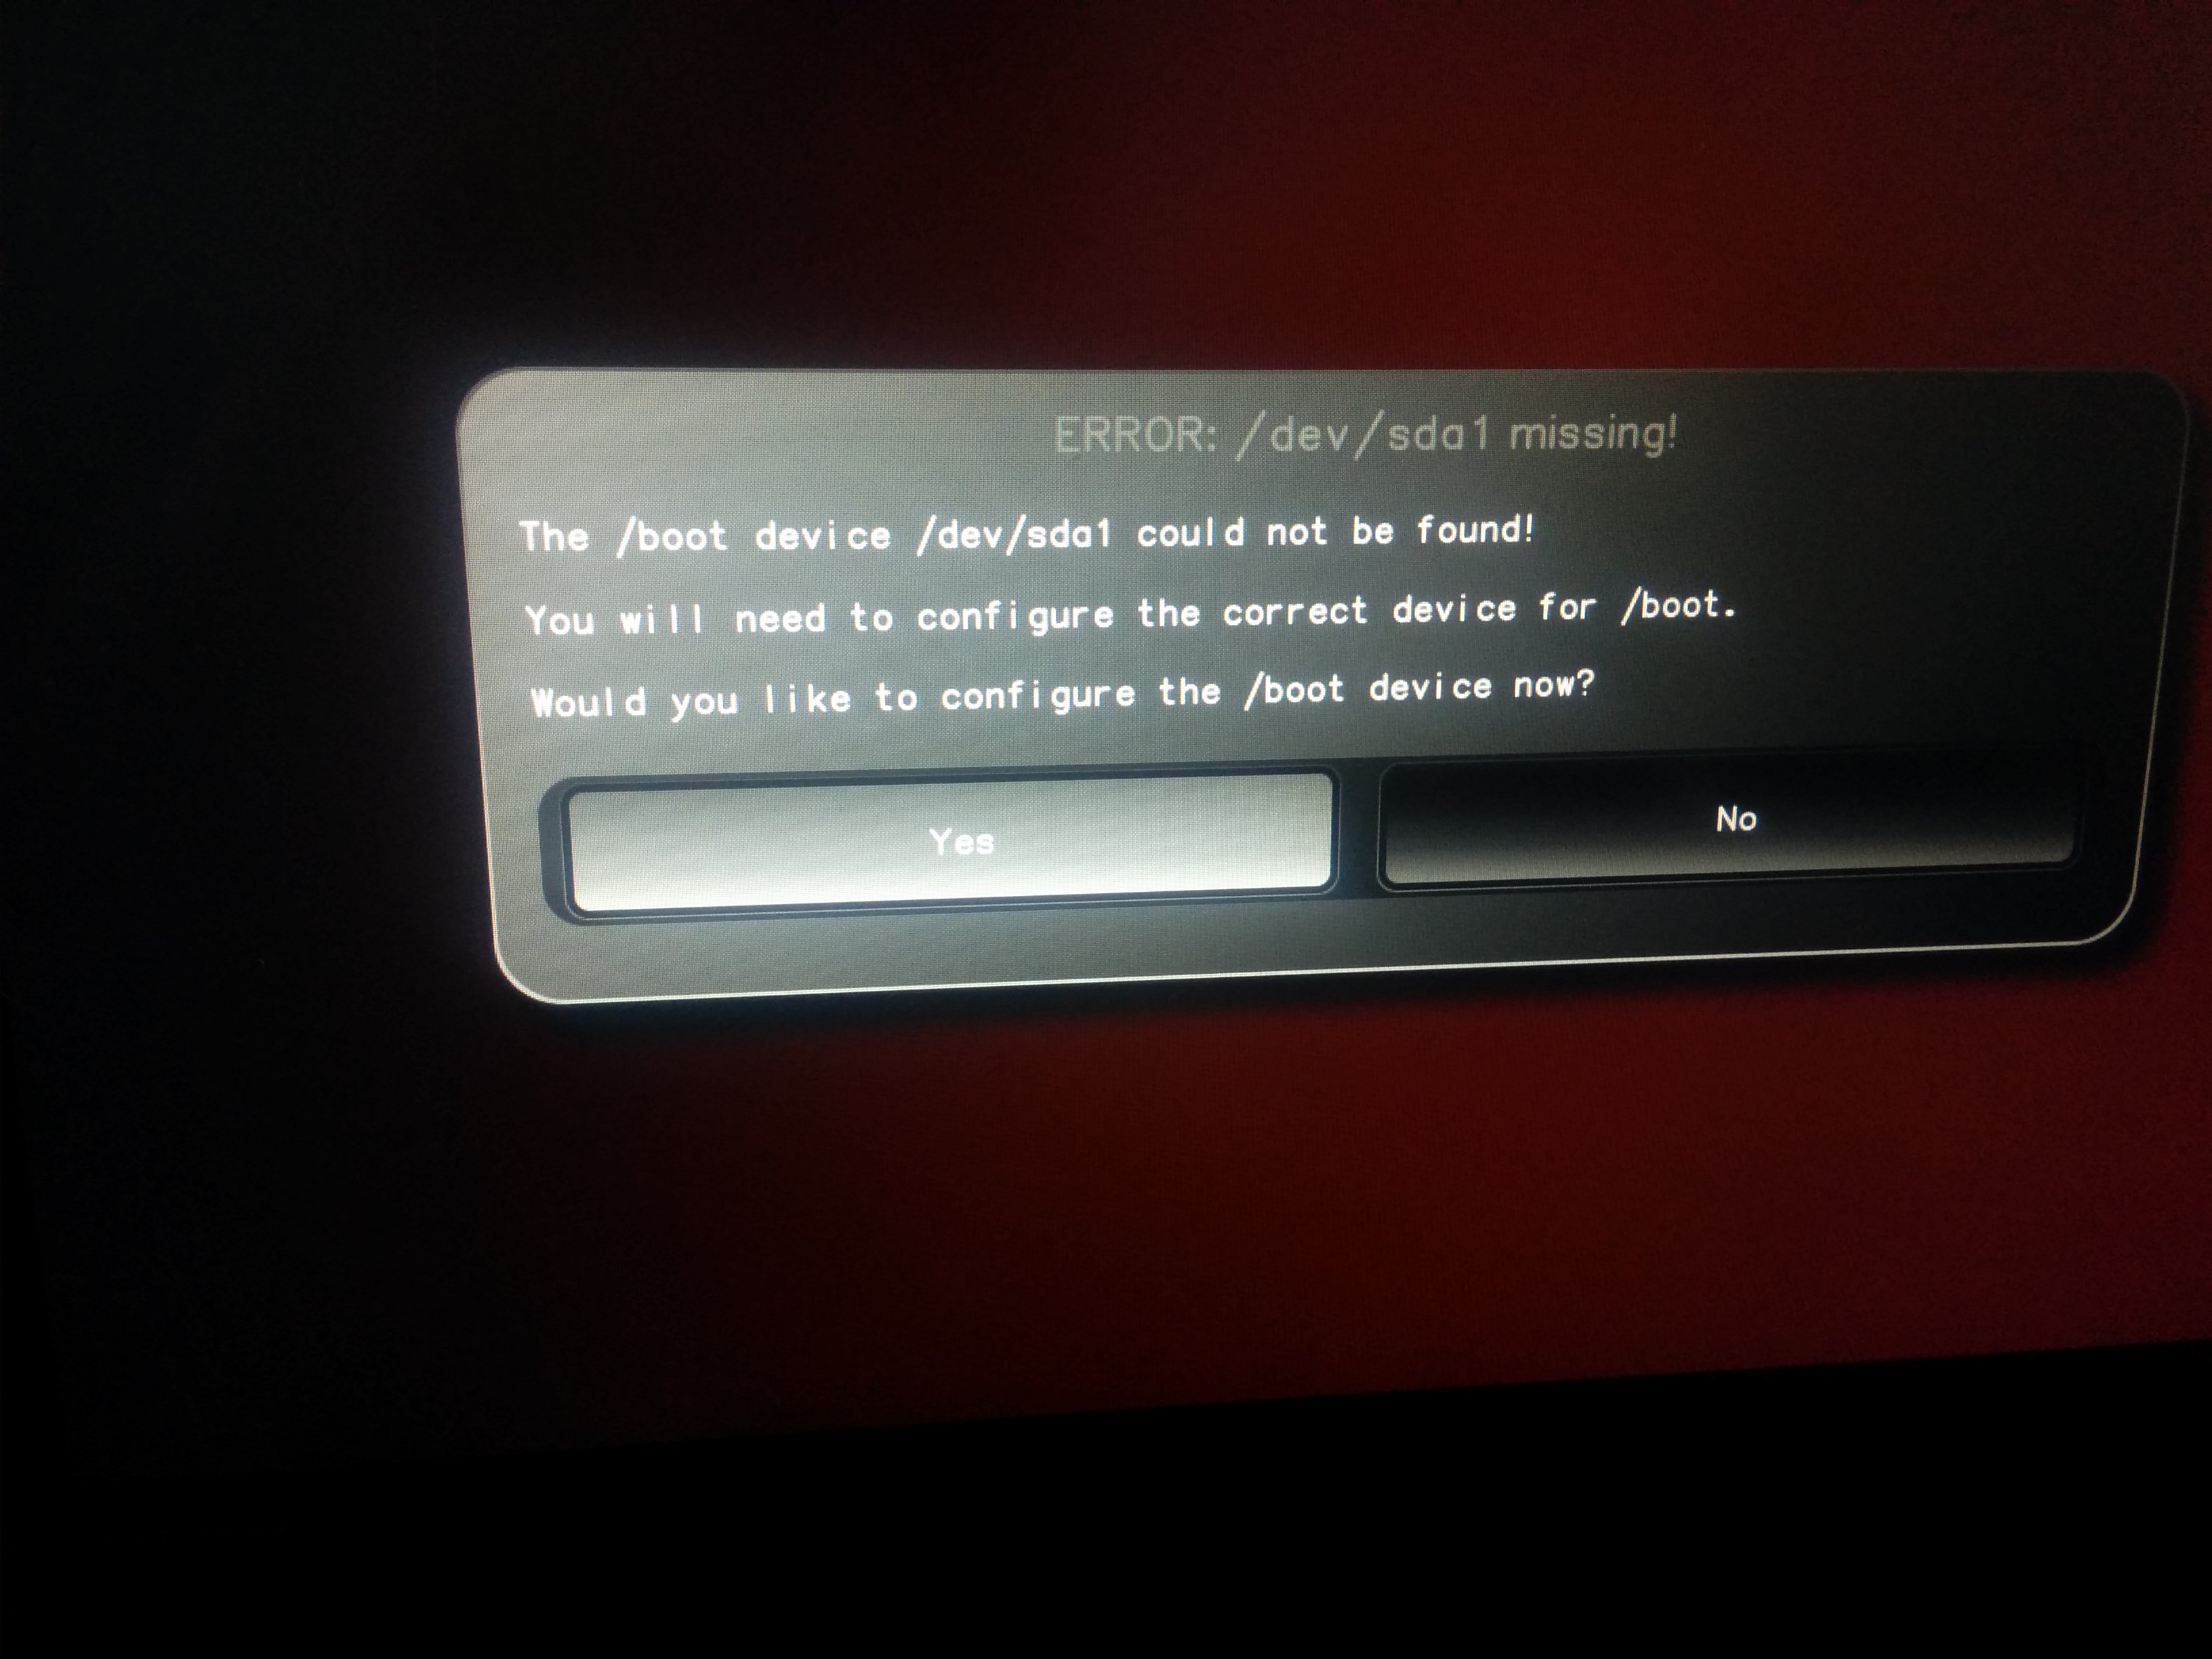 ERROR: /dev/sda1 missing!
The /boot device /dev/sda1 could not be found!
You will need to configure the correct device for /boot.
Would you like to configure the /boot device now?
Yes
No